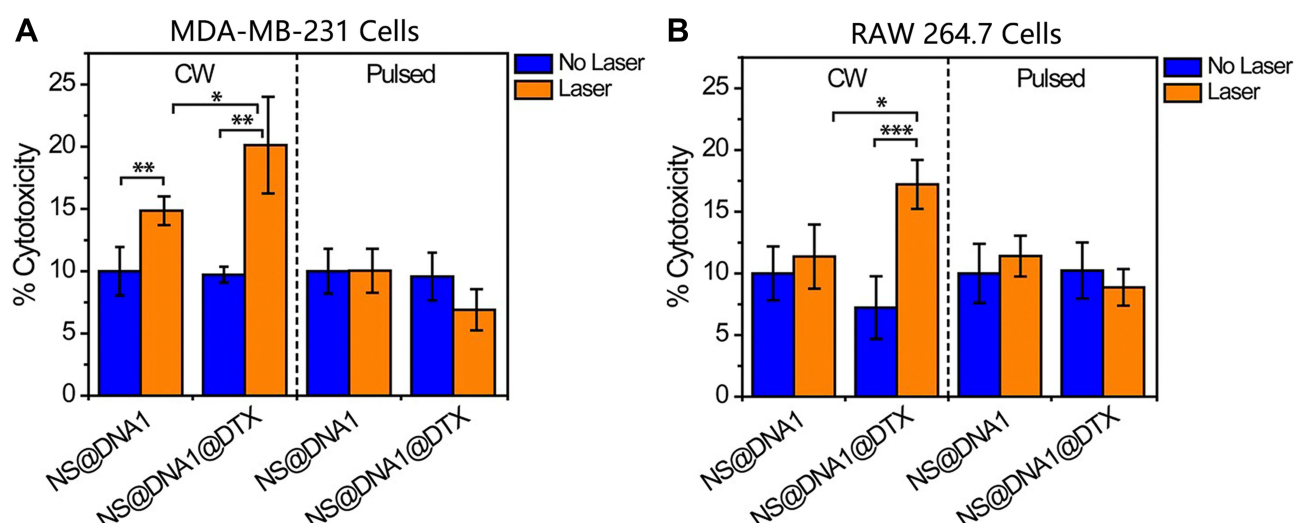 A
MDA-MB-231 Cells
CW
Pulsed
No Laser
Laser
*
**
**
% Cytotoxicity
25
20
15
10
5
0
NS@DNA1
NS@DNA1@DTX
NS@DNA1
NS@DNA1@DTX
B
RAW 264.7 Cells
CW
Pulsed
No Laser
Laser
*
***
% Cytotoxicity
25
20
15
10
5
0
NS@DNA1
NS@DNA1@DTX
NS@DNA1
NS@DNA1@DTX